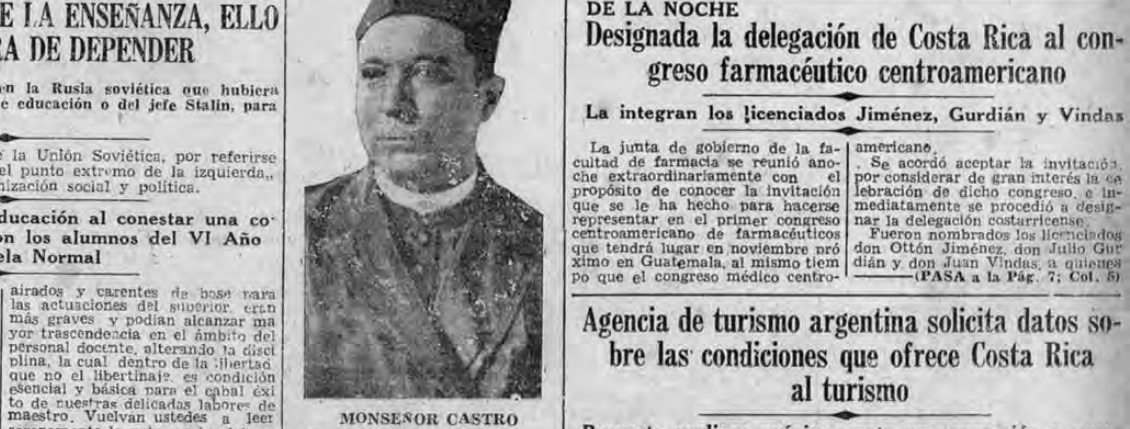 E LA ENSEÑANZA, ELLO
RA DE DEPENDER
en la Rusia soviética que hubiera
e educación o del jefe Stalin, para
e la Unión Soviética, por referirse
el punto extremo de la izquierda,,
nización social y política.
ducación al conestar una co-
on los alumnos del VI Año
ela Normal
airados y carentes de base para
las actuaciones del superior, eran
más graves y podían alcanzar ma
yor trascendencia en el ámbito del
personal docente, alterando la disci
plina, la cual dentro de la libertad
que no el libertinaje, es condición
esencial y básica para el cabal éxi
to de nuestras delicadas labores de
maestro. Vuelvan ustedes a leer
MONSEÑOR CASTRO
DE LA NOCHE
Designada la delegación de Costa Rica al con-
greso farmacéutico centroamericano
La integran los licenciados Jiménez, Gurdián y Vindas
La junta de gobierno de la fa-
cultad de farmacia se reunió ano-
che extraordinariamente con el
propósito de conocer la invitación
que se le ha hecho para hacerse
representar en el primer congreso
centroamericano de farmacéuticos
que tendrá lugar en noviembre pró
ximo en Guatemala, al mismo tiem
po que el congreso médico centro-
americano.
Se acordó aceptar la invitación,
por considerar de gran interés la ce
lebración de dicho congreso, e in-
mediatamente se procedió a desig-
nar la delegación costarricense.
Fueron nombrados los licenciados
don Ottón Jiménez, don Julio Gur
dián y don Juan Vindas, a quienes
(PASA a la Pág. 7; Col. 5)
Agencia de turismo argentina solicita datos so-
bre las condiciones que ofrece Costa Rica
al turismo